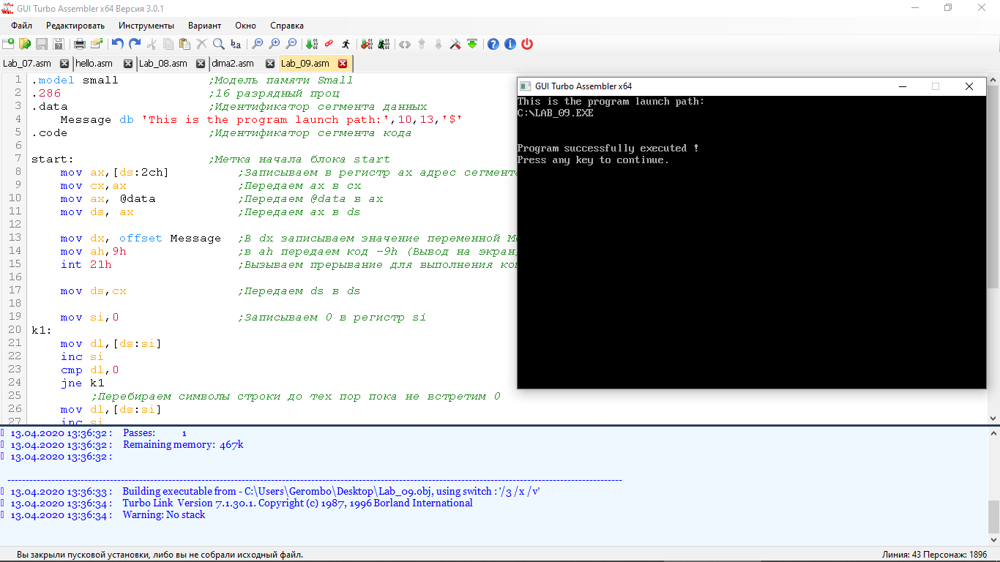 GUI Turbo Assembler x64 Версия 3.0.1
Файл Редактировать Инструменты Вариант Окно Справка
Lab_07.asm hello.asm Lab_08.asm dima2.asm Lab_09.asm
1 .model small ;Модель памяти Small
2 .286 ;16 разрядный проц
3 .data ;Идентификатор сегмента данных
4 Message db 'This is the program launch path:',10,13,'$'
5 .code ;Идентификатор сегмента кода
6
7 start: ;Метка начала блока start
8 mov ax,[ds:2ch] ;Записываем в регистр ax адрес сегмента
9 mov cx,ax ;Передаем ax в cx
10 mov ax, @data ;Передаем @data в ax
11 mov ds, ax ;Передаем ax в ds
12
13 mov dx, offset Message ;В dx записываем значение переменной Me
14 mov ah,9h ;в ah передаем код -9h (Вывод на экран)
15 int 21h ;Вызываем прерывание для выполнения ко
16
17 mov ds,cx ;Передаем ds в ds
18
19 mov si,0 ;Записываем 0 в регистр si
20 k1:
21 mov dl,[ds:si]
22 inc si
23 cmp dl,0
24 jne k1
25 ;Перебираем символы строки до тех пор пока не встретим 0
26 mov dl,[ds:si]
27 inc si
GUI Turbo Assembler x64
This is the program launch path:
C:\LAB_09.EXE
Program successfully executed !
Press any key to continue.
13.04.2020 13:36:32 : Passes: 1
13.04.2020 13:36:32 : Remaining memory: 467k
13.04.2020 13:36:32 :
13.04.2020 13:36:33 : Building executable from - C:\Users\Gerombo\Desktop\Lab_09.obj, using switch : '/3 /x /v'
13.04.2020 13:36:34 : Turbo Link Version 7.1.30.1. Copyright (c) 1987, 1996 Borland International
13.04.2020 13:36:34 : Warning: No stack
Вы закрыли пусковой установки, либо вы не собрали исходный файл. Линия: 43 Персонаж: 1896